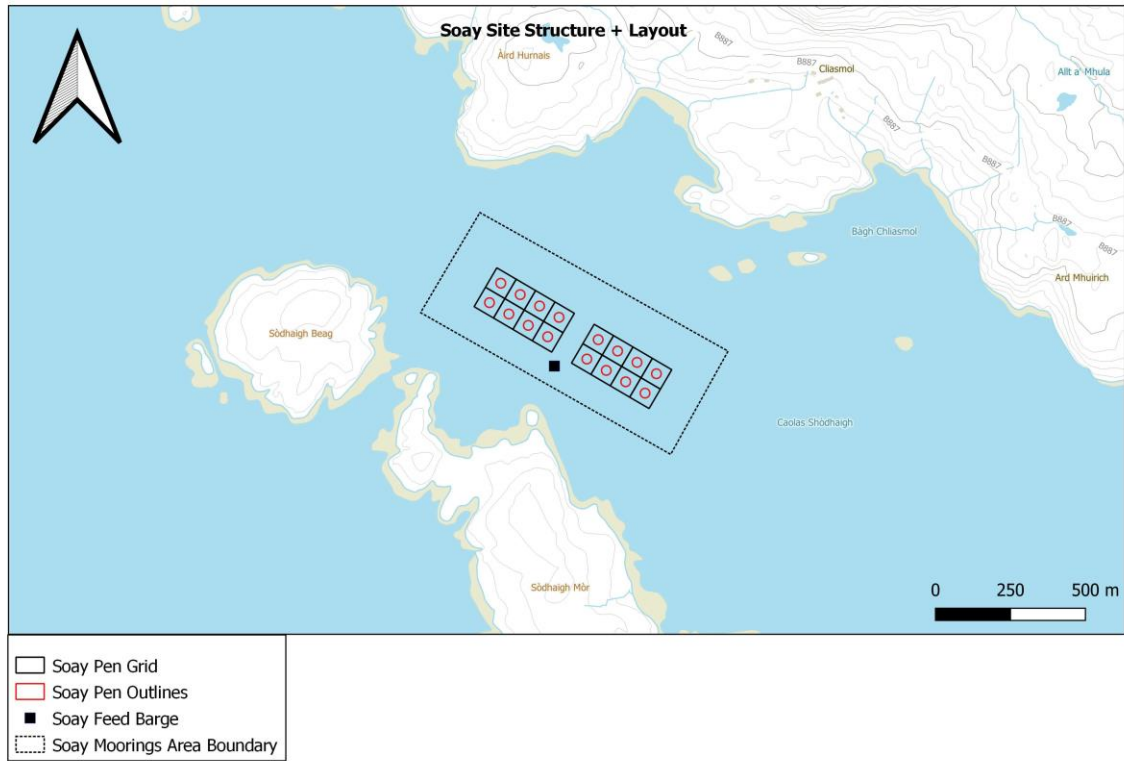 Soay Site Structure + Layout
B887
Àird Hurnais
B887
Cliasmol
Allt a' Mhula
B887
B887
B887
B887
Bàgh Chliasmol
Ard Mhuirich
Sòdhaigh Beag
Caolas Shòdhaigh
Sòdhaigh Mòr
0 250 500 m
Soay Pen Grid
Soay Pen Outlines
Soay Feed Barge
Soay Moorings Area Boundary